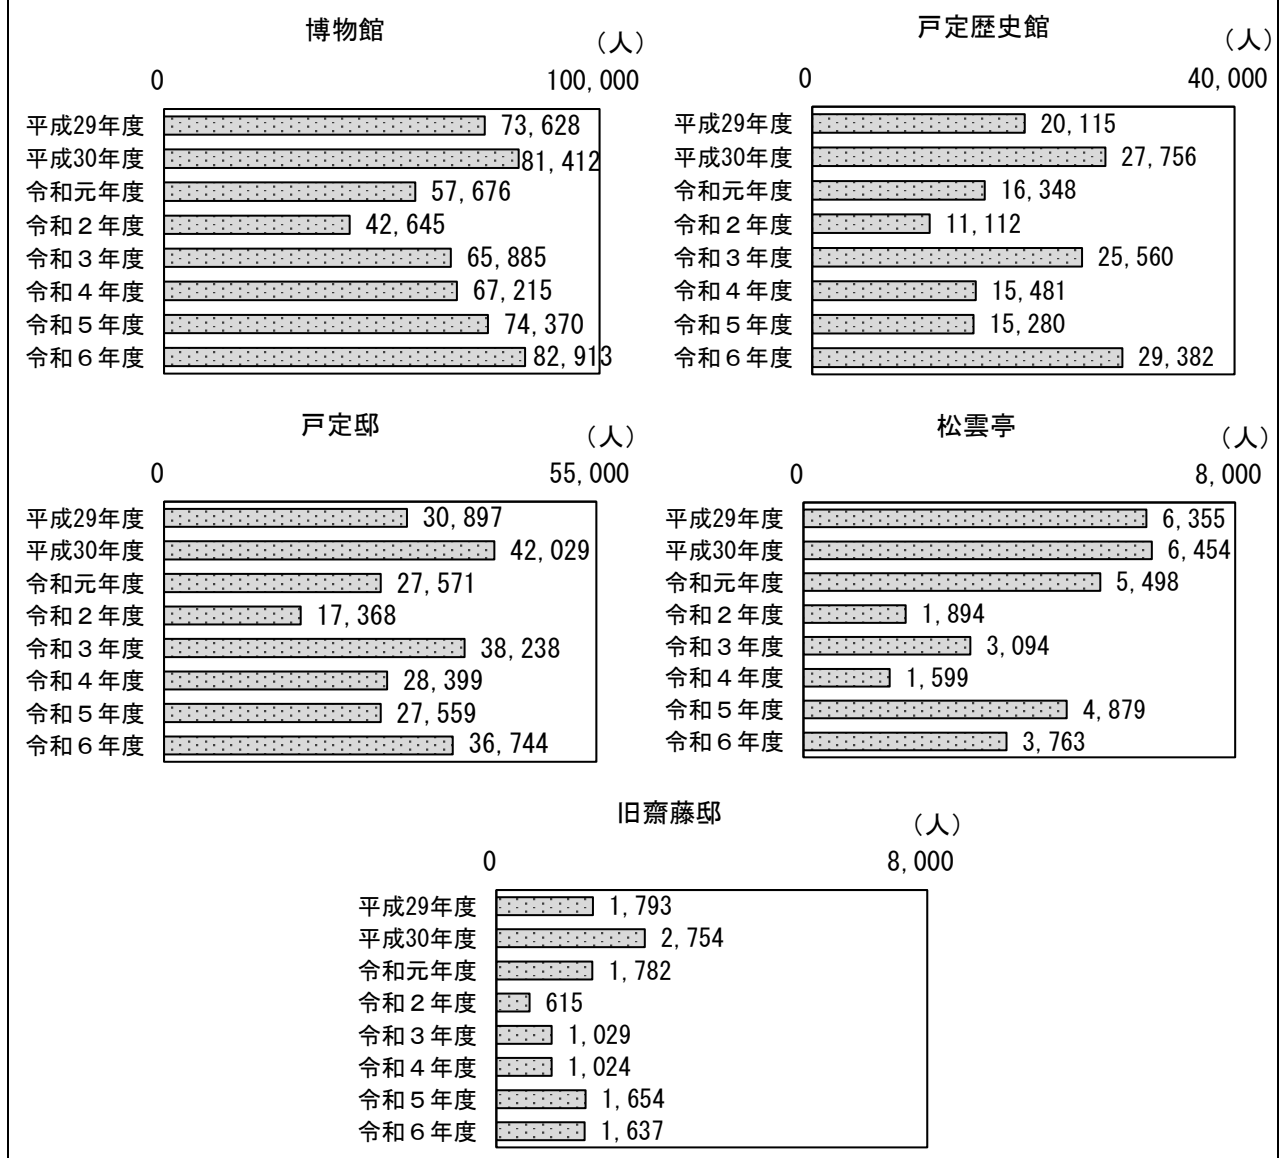 博物館
（人）
0 100,000
平成29年度 73,628
平成30年度 81,412
令和元年度 57,676
令和２年度 42,645
令和３年度 65,885
令和４年度 67,215
令和５年度 74,370
令和６年度 82,913
戸定歴史館
（人）
0 40,000
平成29年度 20,115
平成30年度 27,756
令和元年度 16,348
令和２年度 11,112
令和３年度 25,560
令和４年度 15,481
令和５年度 15,280
令和６年度 29,382
戸定邸
（人）
0 55,000
平成29年度 30,897
平成30年度 42,029
令和元年度 27,571
令和２年度 17,368
令和３年度 38,238
令和４年度 28,399
令和５年度 27,559
令和６年度 36,744
松雲亭
（人）
0 8,000
平成29年度 6,355
平成30年度 6,454
令和元年度 5,498
令和２年度 1,894
令和３年度 3,094
令和４年度 1,599
令和５年度 4,879
令和６年度 3,763
旧齋藤邸
（人）
0 8,000
平成29年度 1,793
平成30年度 2,754
令和元年度 1,782
令和２年度 615
令和３年度 1,029
令和４年度 1,024
令和５年度 1,654
令和６年度 1,637